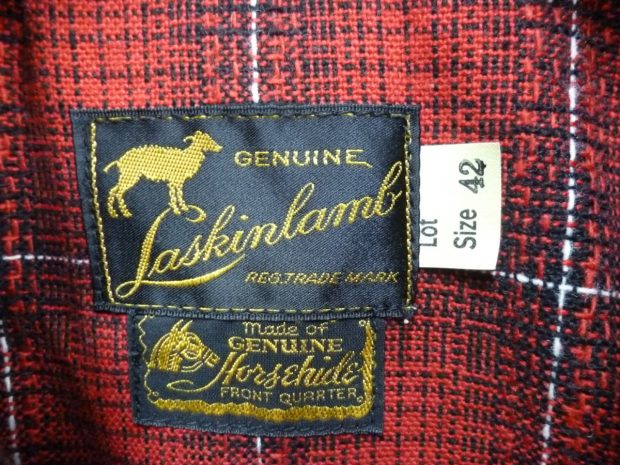 GENUINE
Laskinlamb
REG. TRADE MARK
Lot
Size 42
Made of
GENUINE
Horsehide
FRONT QUARTER